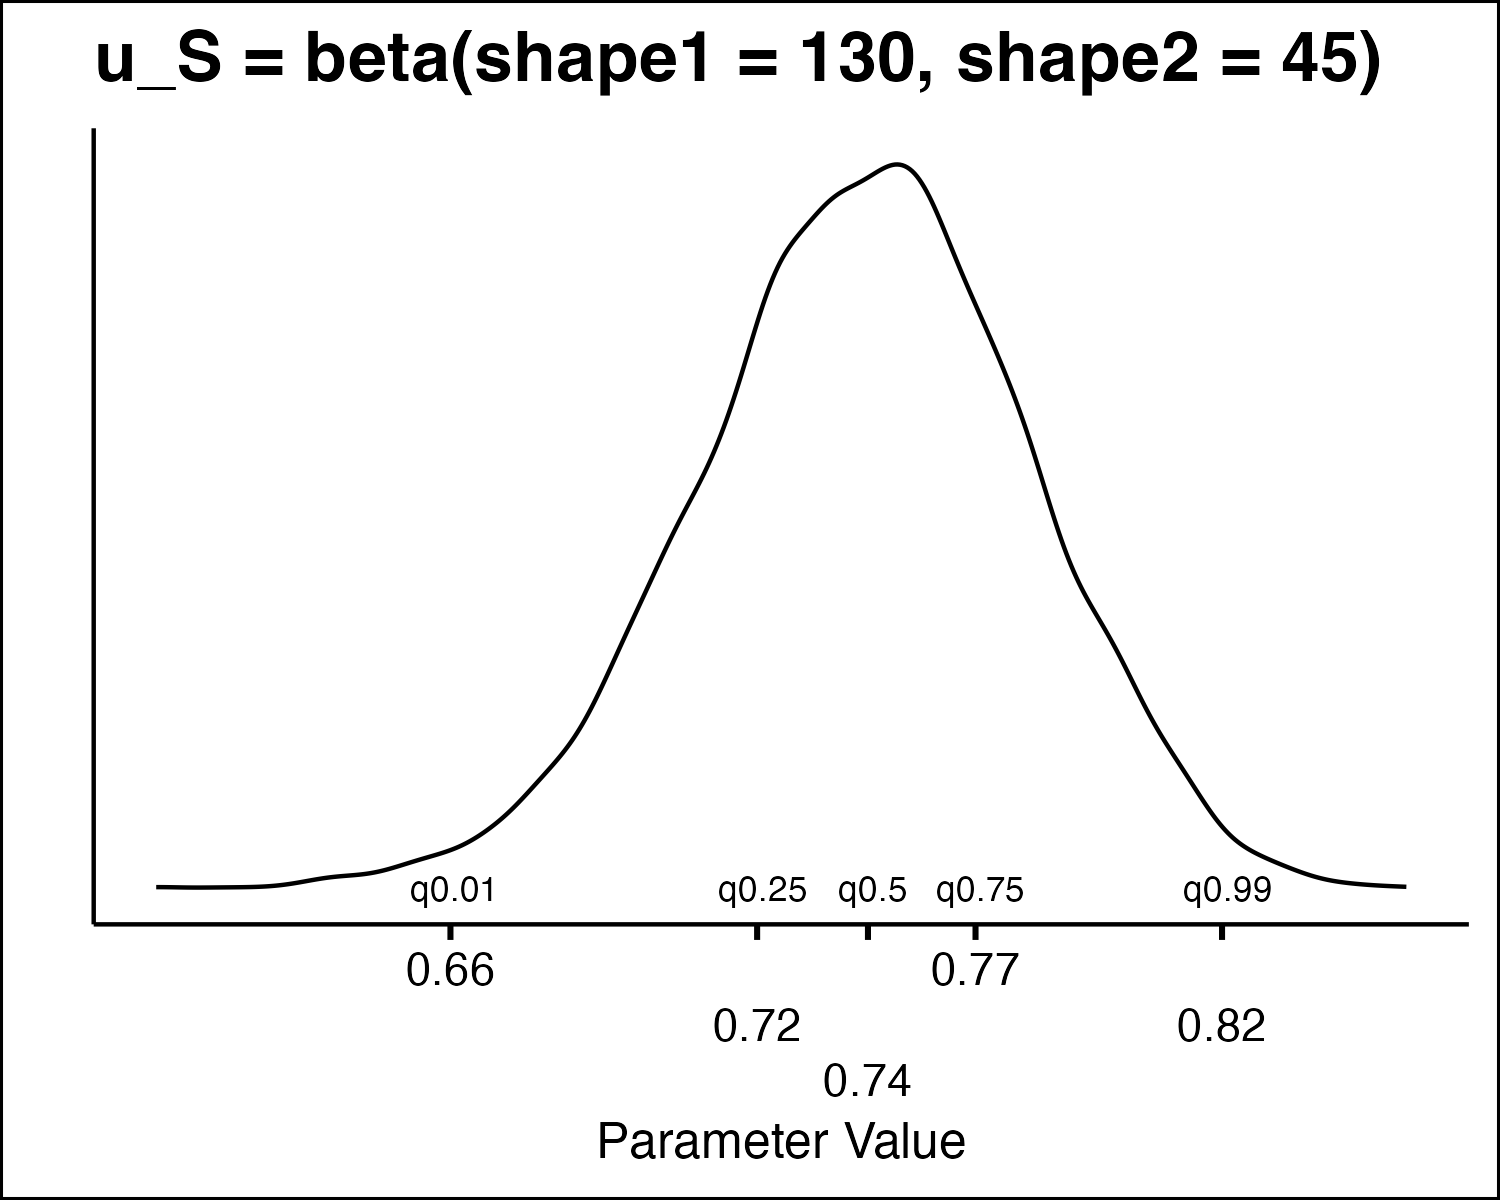 u_S = beta(shape1 = 130, shape2 = 45)
q0.01 q0.25 q0.5 q0.75 q0.99
0.66 0.77
0.72 0.82
0.74
Parameter Value